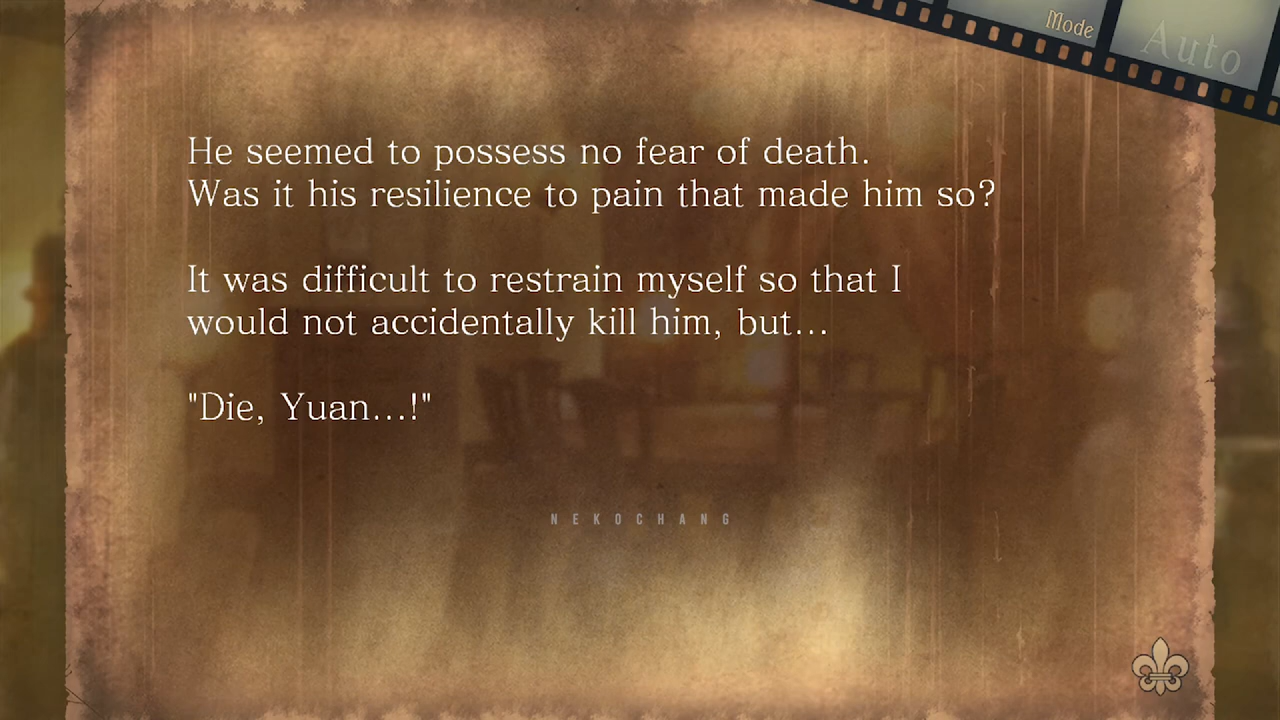 Mode
Auto
He seemed to possess no fear of death.
Was it his resilience to pain that made him so?
It was difficult to restrain myself so that I
would not accidentally kill him, but...
"Die, Yuan...!"
NEKOCHANG